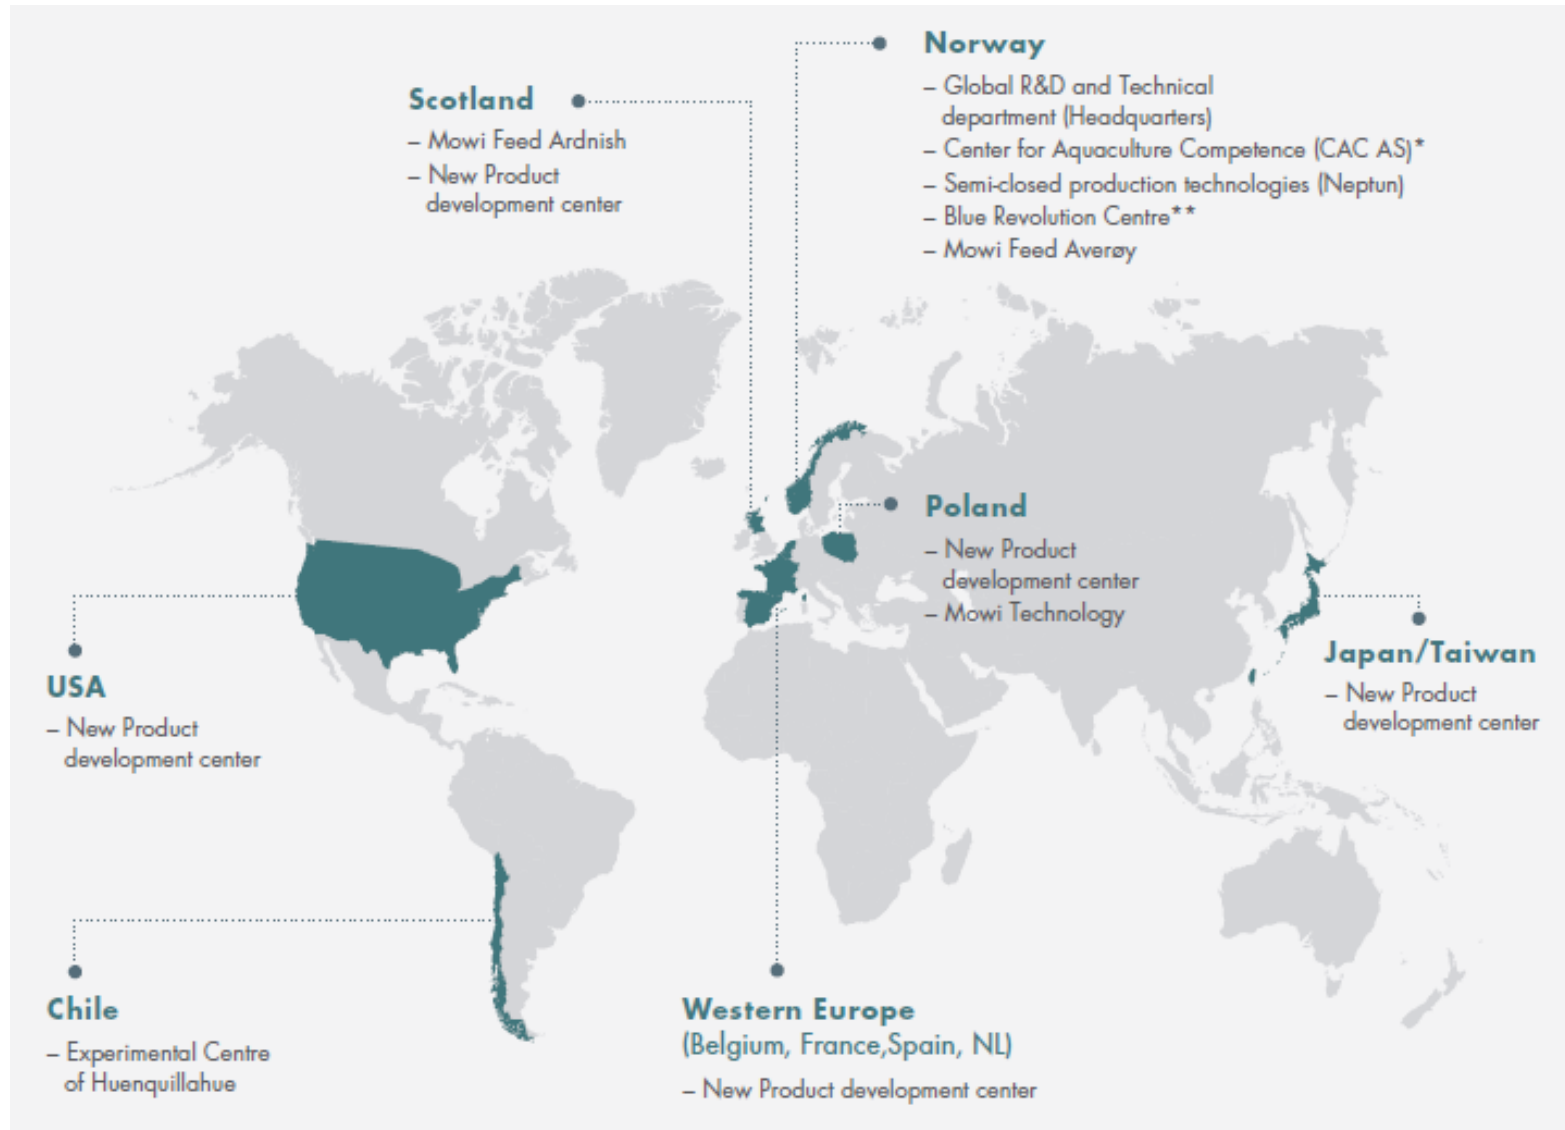 Norway
– Global R&D and Technical
department (Headquarters)
– Center for Aquaculture Competence (CAC AS)*
– Semi-closed production technologies (Neptun)
– Blue Revolution Centre**
– Mowi Feed Averøy
Scotland
– Mowi Feed Ardnish
– New Product
development center
Poland
– New Product
development center
– Mowi Technology
Japan/Taiwan
– New Product
development center
USA
– New Product
development center
Chile
– Experimental Centre
of Huenquillahue
Western Europe
(Belgium, France,Spain, NL)
– New Product development center